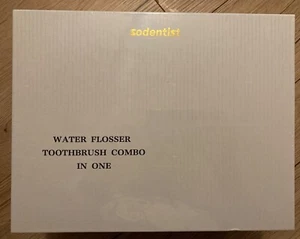 sodentist
WATER FLOSSER
TOOTHBRUSH COMBO
IN ONE